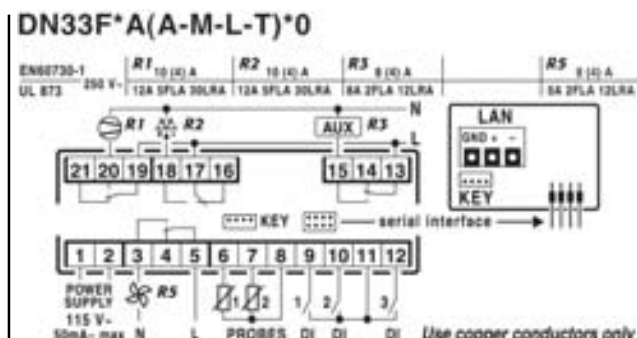 DN33F*A(A-M-L-T)*0
R1 R2 R3 R5
EN60730-1 250 V~ 10 (4) A 10 (4) A 8 (4) A 8 (4) A
UL 873 12A 5FLA 30LRA 12A 5FLA 30LRA 8A 2FLA 12LRA 8A 2FLA 12LRA
N
R1 R2 AUX R3
L
LAN
GND + -
KEY
21 20 19 18 17 16 15 14 13
KEY serial interface
1 2 3 4 5 6 7 8 9 10 11 12
POWER SUPPLY R5 1 2 1 2 3
115 V~
50mA~ max N L PROBES DI DI DI Use copper conductors only